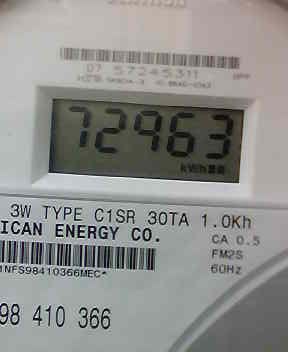 07 57245311
72963
kWh
3W TYPE C1SR 30TA 1.0Kh
ICAN ENERGY CO.
CA 0.5
FM2S
60Hz
1NFS98410366MEC*
98 410 366